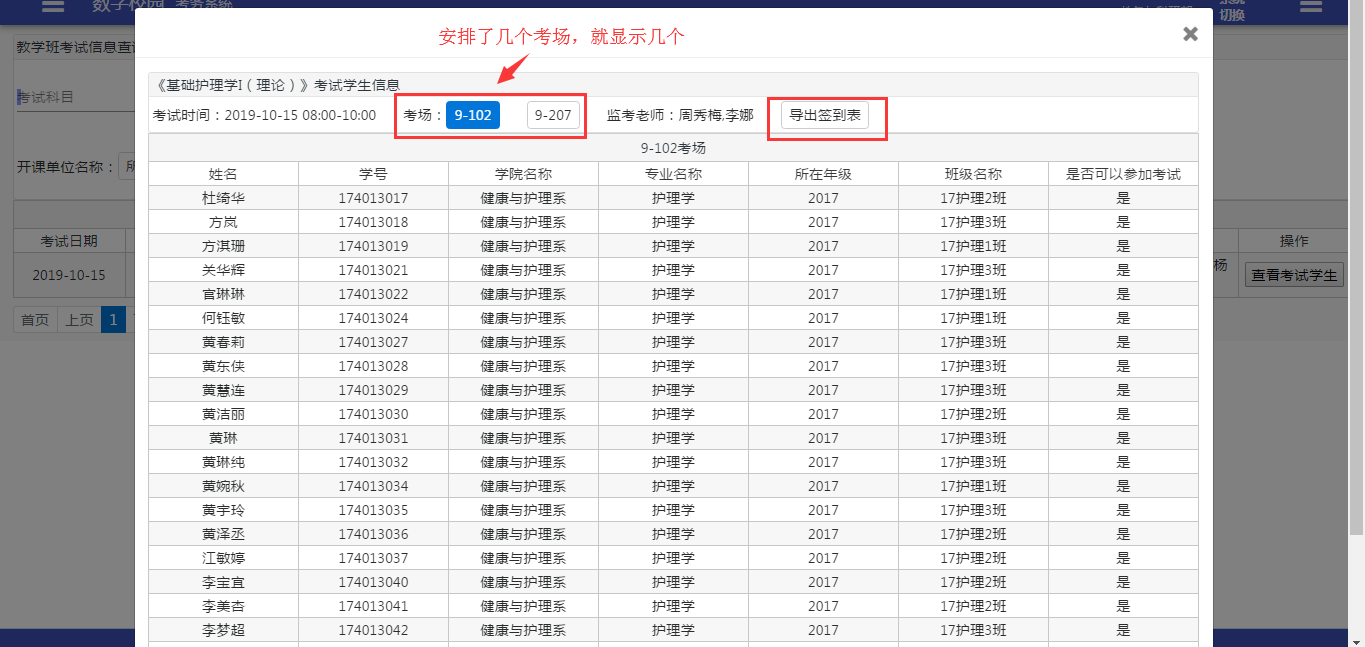 数字校园 考务系统
切换
安排了几个考场，就显示几个
教学班考试信息查
考试科目
开课单位名称：所
考试日期
操作
2019-10-15
杨
查看考试学生
首页 上页 1
《基础护理学I（理论）》考试学生信息
考试时间：2019-10-15 08:00-10:00 考场：9-102 9-207 监考老师：周秀梅,李娜 导出签到表
9-102考场
姓名 学号 学院名称 专业名称 所在年级 班级名称 是否可以参加考试
杜绮华 174013017 健康与护理系 护理学 2017 17护理2班 是
方岚 174013018 健康与护理系 护理学 2017 17护理3班 是
方淇珊 174013019 健康与护理系 护理学 2017 17护理1班 是
关华辉 174013021 健康与护理系 护理学 2017 17护理3班 是
官琳琳 174013022 健康与护理系 护理学 2017 17护理1班 是
何钰敏 174013024 健康与护理系 护理学 2017 17护理1班 是
黄春莉 174013027 健康与护理系 护理学 2017 17护理3班 是
黄东侠 174013028 健康与护理系 护理学 2017 17护理3班 是
黄慧连 174013029 健康与护理系 护理学 2017 17护理3班 是
黄洁丽 174013030 健康与护理系 护理学 2017 17护理2班 是
黄琳 174013031 健康与护理系 护理学 2017 17护理3班 是
黄琳纯 174013032 健康与护理系 护理学 2017 17护理3班 是
黄婉秋 174013034 健康与护理系 护理学 2017 17护理1班 是
黄宇玲 174013035 健康与护理系 护理学 2017 17护理3班 是
黄泽丞 174013036 健康与护理系 护理学 2017 17护理2班 是
江敏婷 174013037 健康与护理系 护理学 2017 17护理2班 是
李宝宜 174013040 健康与护理系 护理学 2017 17护理2班 是
李美杏 174013041 健康与护理系 护理学 2017 17护理2班 是
李梦超 174013042 健康与护理系 护理学 2017 17护理3班 是